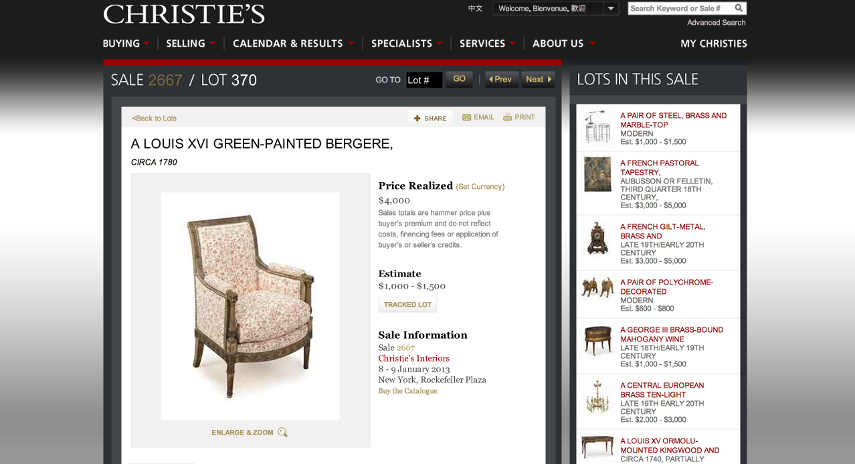 CHRISTIE'S
中文
Welcome, Bienvenue, 歡迎
Search Keyword or Sale #
Advanced Search
BUYING
SELLING
CALENDAR & RESULTS
SPECIALISTS
SERVICES
ABOUT US
MY CHRISTIES
SALE 2667 / LOT 370
GO TO
Lot #
GO
Prev
Next
<Back to Lots
SHARE
EMAIL
PRINT
A LOUIS XVI GREEN-PAINTED BERGERE,
CIRCA 1780
Price Realized (Set Currency)
$4,000
Sales totals are hammer price plus
buyer's premium and do not reflect
costs, financing fees or application of
buyer's or seller's credits.
Estimate
$1,000 - $1,500
TRACKED LOT
Sale Information
Sale 2667
Christie's Interiors
8 - 9 January 2013
New York, Rockefeller Plaza
Buy the Catalogue
ENLARGE & ZOOM
LOTS IN THIS SALE
A PAIR OF STEEL, BRASS AND
MARBLE-TOP
MODERN
Est. $1,000 - $1,500
A FRENCH PASTORAL
TAPESTRY,
AUBUSSON OR FELLETIN,
THIRD QUARTER 18TH
CENTURY,
Est. $3,000 - $5,000
A FRENCH GILT-METAL,
BRASS AND
LATE 19TH/EARLY 20TH
CENTURY
Est. $3,000 - $5,000
A PAIR OF POLYCHROME-
DECORATED
MODERN
Est. $600 - $800
A GEORGE III BRASS-BOUND
MAHOGANY WINE
LATE 18TH/EARLY 19TH
CENTURY
Est. $1,000 - $1,500
A CENTRAL EUROPEAN
BRASS TEN-LIGHT
LATE 19TH/EARLY 20TH
CENTURY
Est. $2,000 - $3,000
A LOUIS XV ORMOLU-
MOUNTED KINGWOOD AND
CIRCA 1740, PARTIALLY